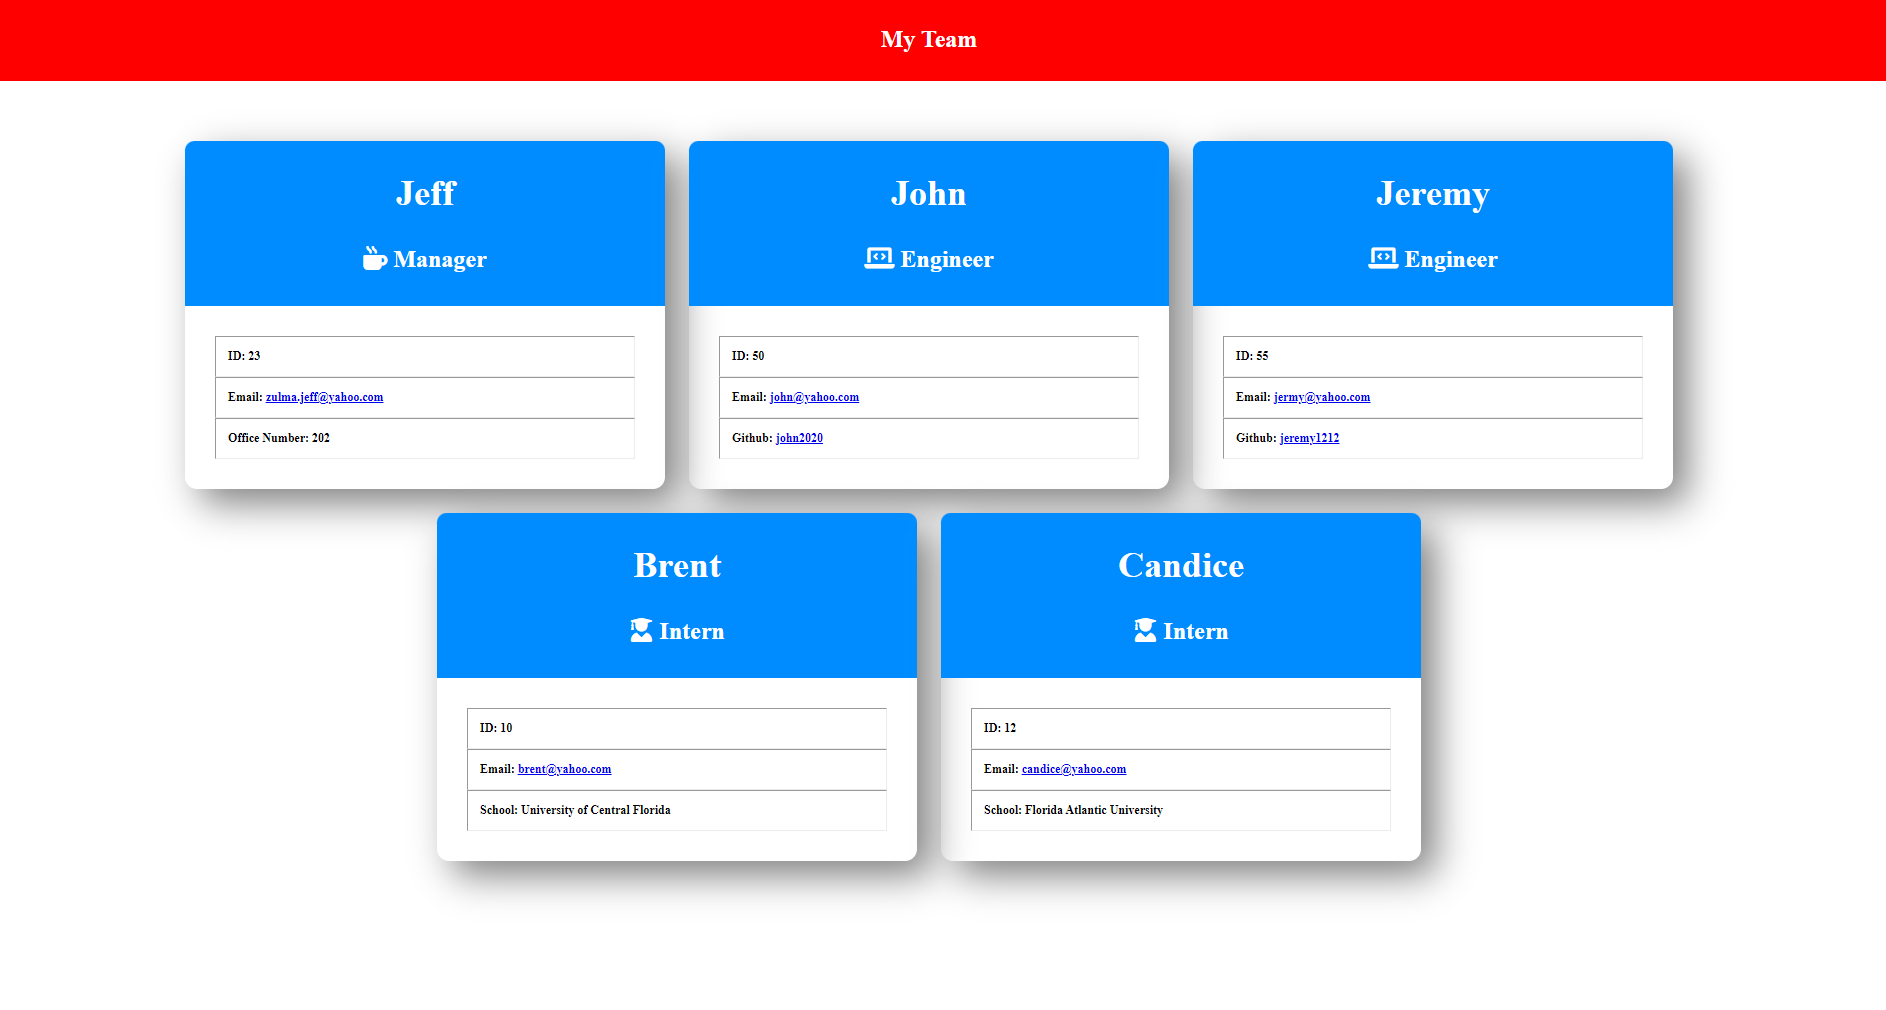 My Team
Jeff
Manager
ID: 23
Email: zulma.jeff@yahoo.com
Office Number: 202
John
Engineer
ID: 50
Email: john@yahoo.com
Github: john2020
Jeremy
Engineer
ID: 55
Email: jermy@yahoo.com
Github: jeremy1212
Brent
Intern
ID: 10
Email: brent@yahoo.com
School: University of Central Florida
Candice
Intern
ID: 12
Email: candice@yahoo.com
School: Florida Atlantic University